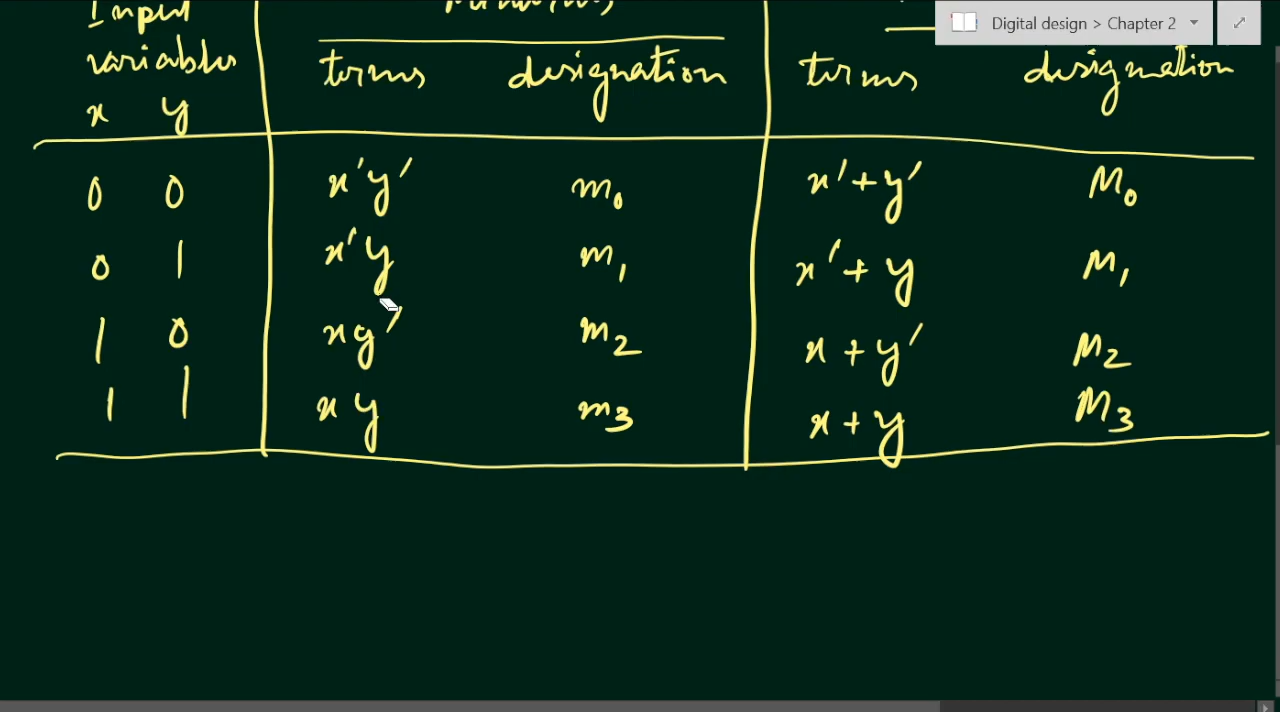 Digital design > Chapter 2
Input
variables
x y
terms designation terms designation
0 0 x'y' m₀ x'+y' M₀
0 1 x'y m₁ x'+y M₁
1 0 xy' m₂ x+y' M₂
1 1 xy m₃ x+y M₃